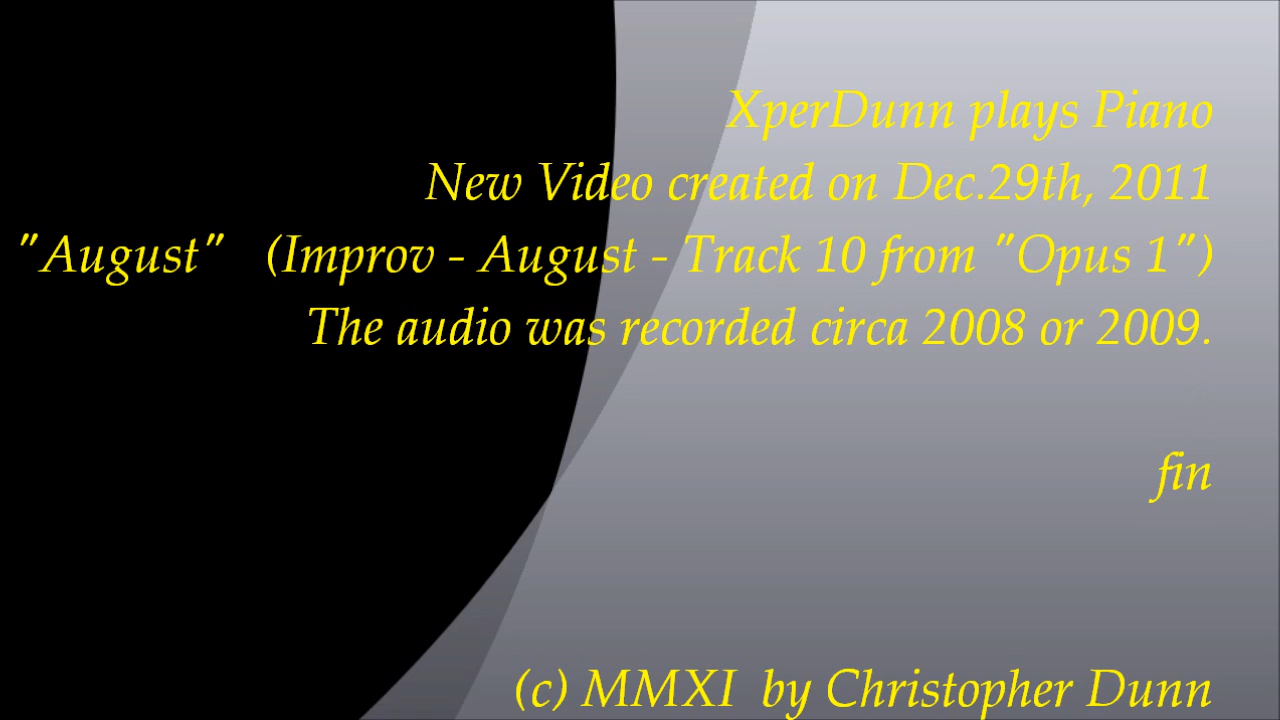 XperDunn plays Piano
New Video created on Dec.29th, 2011
"August"   (Improv - August - Track 10 from "Opus 1")
The audio was recorded circa 2008 or 2009.
fin
(c) MMXI  by Christopher Dunn